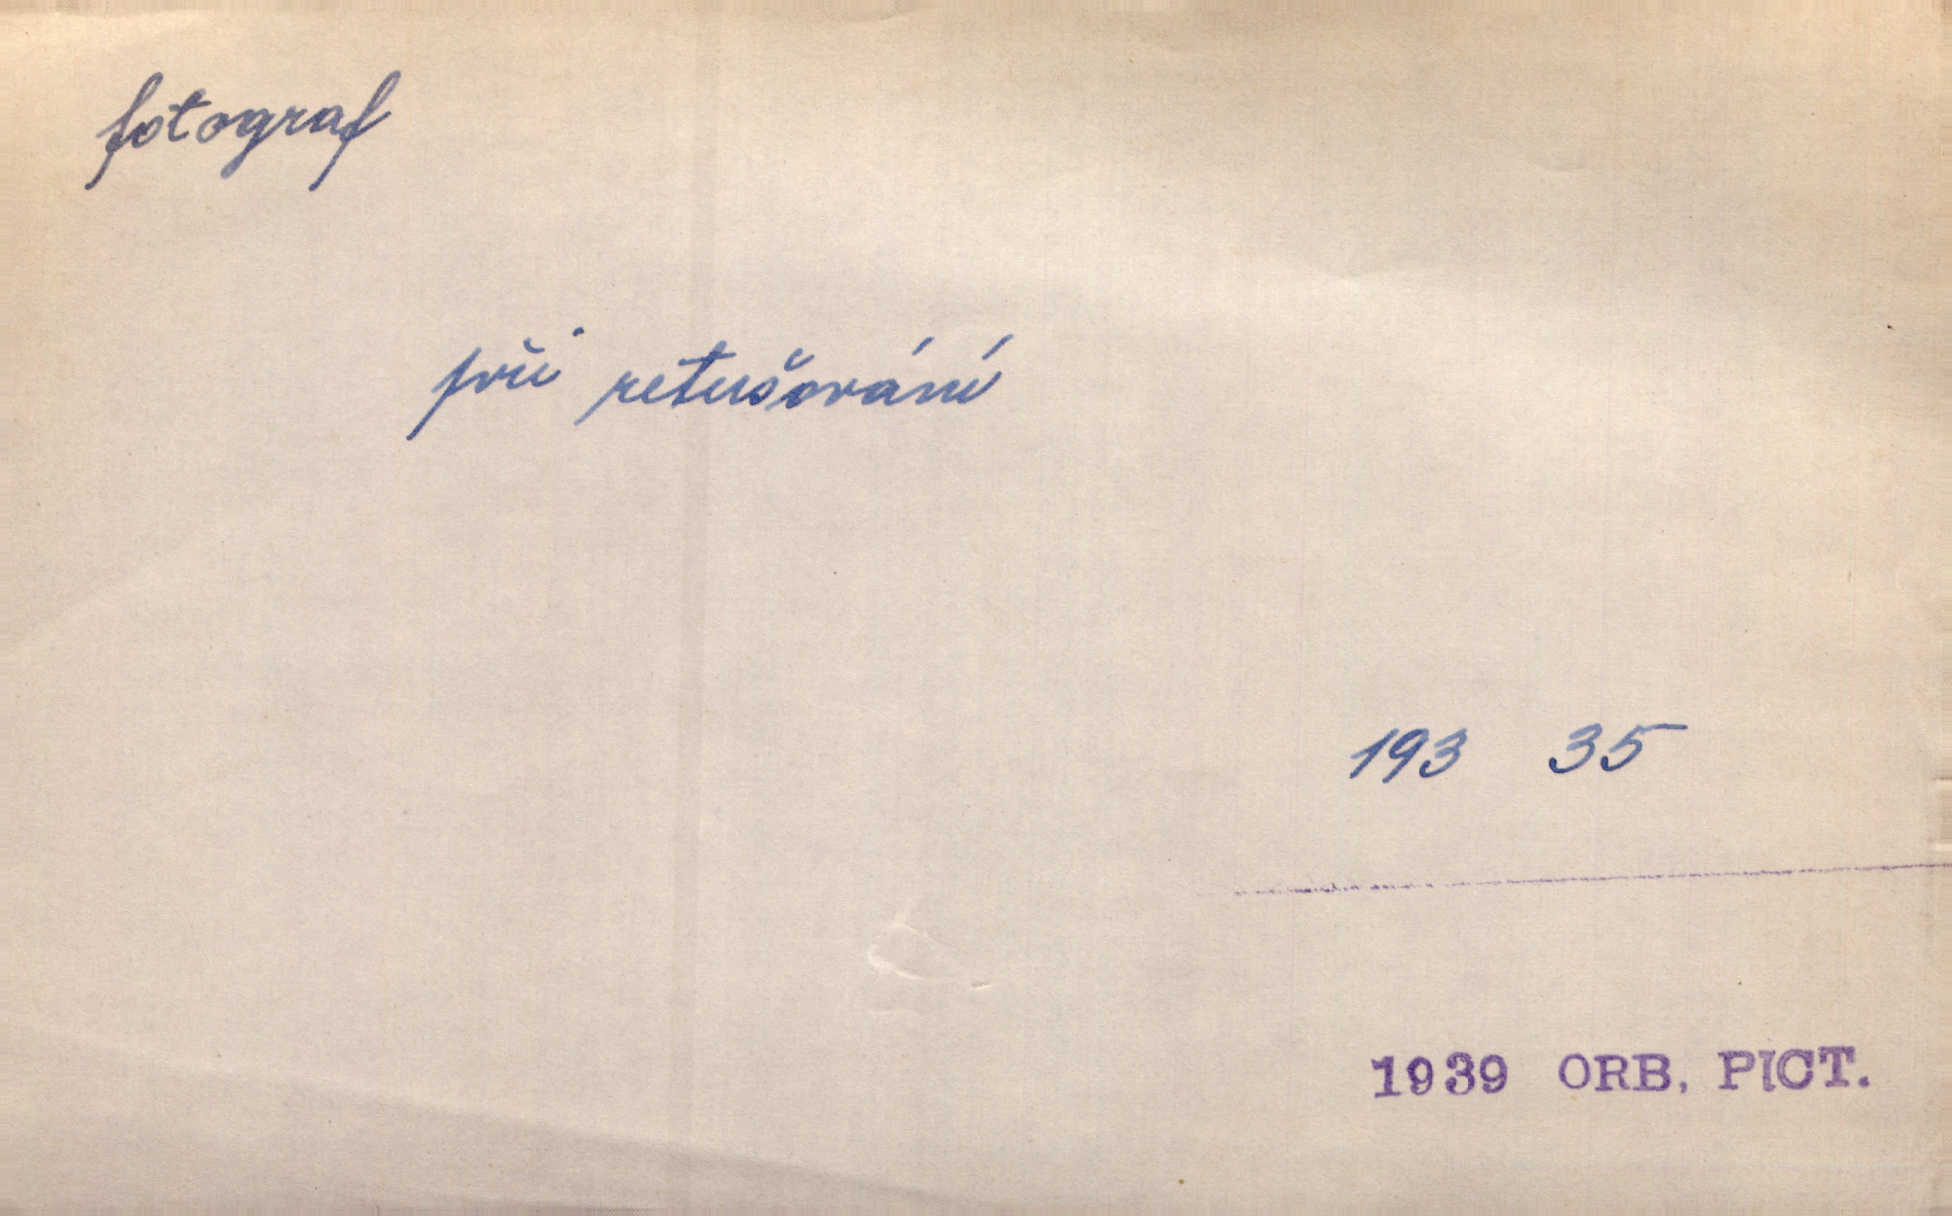 fotograf
při retušování
193 35
1939 ORB. PICT.